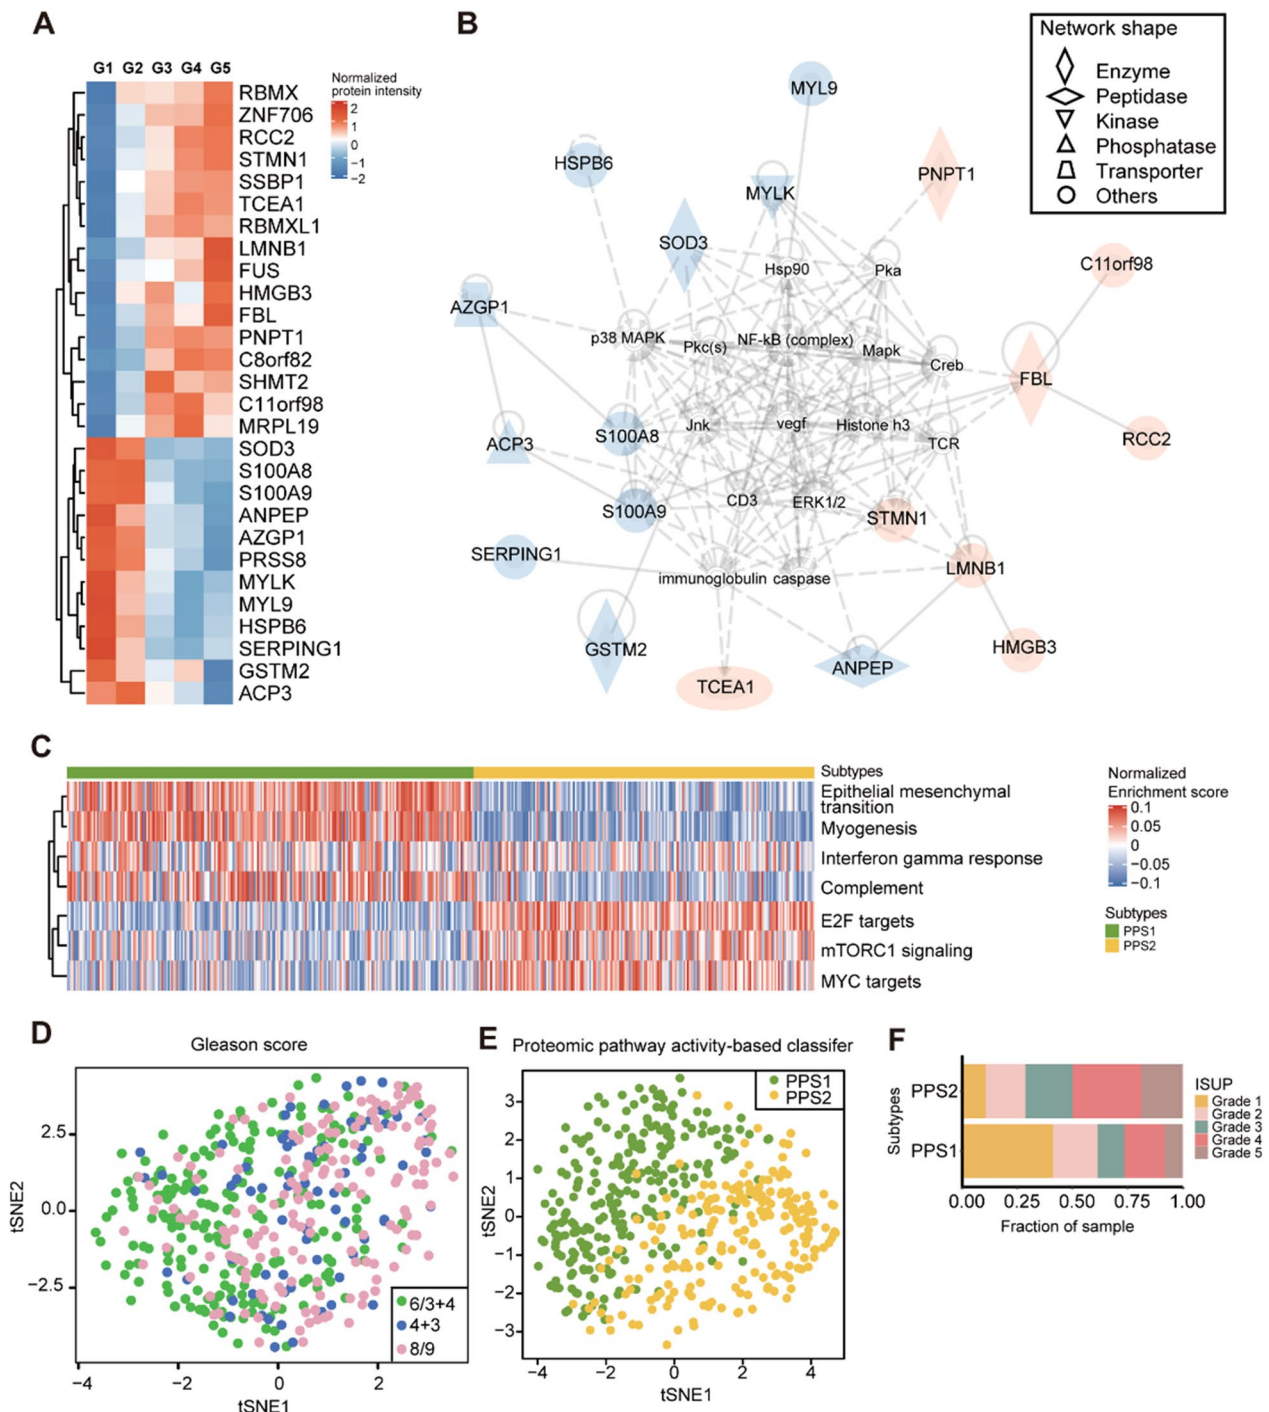 A
G1 G2 G3 G4 G5
Normalized
protein intensity
2
1
0
−1
−2
RBMX
ZNF706
RCC2
STMN1
SSBP1
TCEA1
RBMXL1
LMNB1
FUS
HMGB3
FBL
PNPT1
C8orf82
SHMT2
C11orf98
MRPL19
SOD3
S100A8
S100A9
ANPEP
AZGP1
PRSS8
MYLK
MYL9
HSPB6
SERPING1
GSTM2
ACP3
B
Network shape
Enzyme
Peptidase
Kinase
Phosphatase
Transporter
Others
MYL9
HSPB6
MYLK
PNPT1
SOD3
C11orf98
Hsp90
Pka
AZGP1
p38 MAPK
Pkc(s)
NF-kB (complex)
Mapk
Creb
FBL
Jnk
vegf
Histone h3
TCR
S100A8
ACP3
RCC2
S100A9
CD3
ERK1/2
STMN1
SERPING1
immunoglobulin
caspase
LMNB1
GSTM2
ANPEP
HMGB3
TCEA1
C
Subtypes
Epithelial mesenchymal
transition
Myogenesis
Interferon gamma response
Complement
E2F targets
mTORC1 signaling
MYC targets
Normalized
Enrichment score
0.1
0.05
0
−0.05
−0.1
Subtypes
PPS1
PPS2
D
Gleason score
tSNE2
2.5
0.0
−2.5
−4 −2 0 2
tSNE1
6/3+4
4+3
8/9
E
Proteomic pathway activity-based classifer
PPS1
PPS2
tSNE2
3
2
1
0
−1
−2
−3
−4 −2 0 2 4
tSNE1
F
Subtypes
PPS2
PPS1
0.00 0.25 0.50 0.75 1.00
Fraction of sample
ISUP
Grade 1
Grade 2
Grade 3
Grade 4
Grade 5